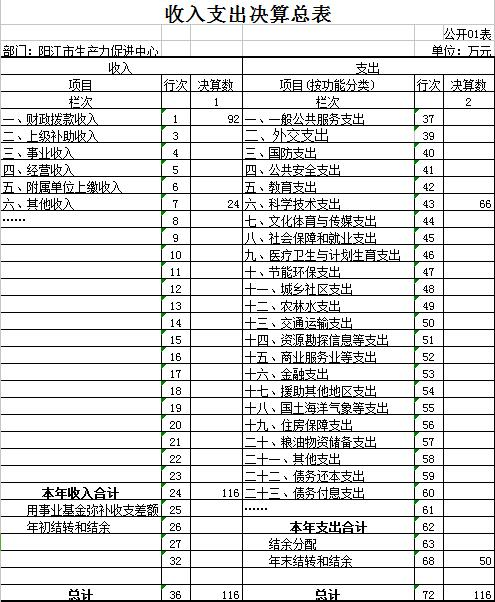 收入支出决算总表
公开01表
部门：阳江市生产力促进中心 单位：万元
收入 支出
项目 行次 决算数 项目(按功能分类) 行次 决算数
栏次 1 栏次 2
一、财政拨款收入 1 92 一、一般公共服务支出 37
二、上级补助收入 3 二、外交支出 39
三、事业收入 4 三、国防支出 40
四、经营收入 5 四、公共安全支出 41
五、附属单位上缴收入 6 五、教育支出 42
六、其他收入 7 24 六、科学技术支出 43 66
…… 8 七、文化体育与传媒支出 44
9 八、社会保障和就业支出 45
10 九、医疗卫生与计划生育支出 46
11 十、节能环保支出 47
12 十一、城乡社区支出 48
13 十二、农林水支出 49
14 十三、交通运输支出 50
15 十四、资源勘探信息等支出 51
16 十五、商业服务业等支出 52
17 十六、金融支出 53
18 十七、援助其他地区支出 54
19 十八、国土海洋气象等支出 55
20 十九、住房保障支出 56
21 二十、粮油物资储备支出 57
22 二十一、其他支出 58
23 二十二、债务还本支出 59
本年收入合计 24 116 二十三、债务付息支出 60
用事业基金弥补收支差额 25 …… 61
年初结转和结余 26 本年支出合计 62
27 结余分配 63
32 年末结转和结余 68 50
总计 36 116 总计 72 116